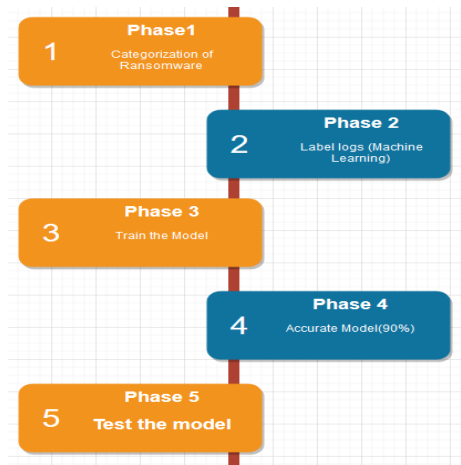 Phase1
1
Categorization of
Ransomware
Phase 2
2
Label logs (Machine
Learning)
Phase 3
3
Train the Model
Phase 4
4
Accurate Model(90%)
Phase 5
5
Test the model